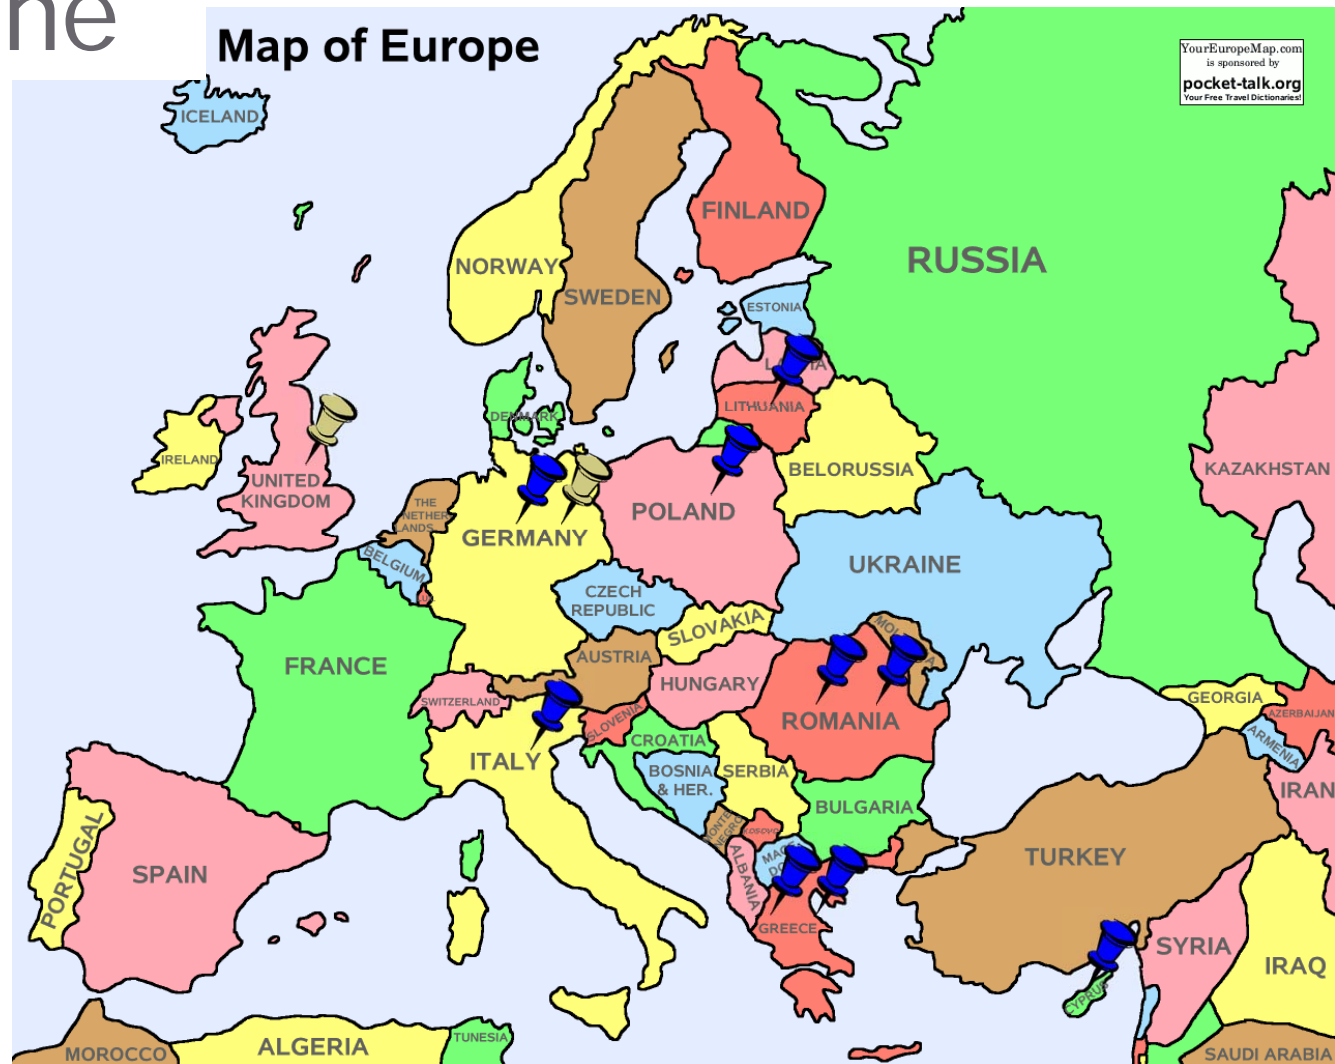 ne
Map of Europe
YourEuropeMap.com
is sponsored by
pocket-talk.org
Your Free Travel Dictionaries!
ICELAND
FINLAND
NORWAY
SWEDEN
RUSSIA
ESTONIA
LITHUANIA
DENMARK
IRELAND
UNITED
KINGDOM
THE
NETHER
LANDS
BELGIUM
GERMANY
POLAND
BELORUSSIA
KAZAKHSTAN
UKRAINE
CZECH
REPUBLIC
SLOVAKIA
FRANCE
AUSTRIA
SWITZERLAND
HUNGARY
ROMANIA
SLOVENIA
CROATIA
ITALY
BOSNIA
& HER.
SERBIA
MONTE
NEGRO
KOSOVO
BULGARIA
ALBANIA
GREECE
GEORGIA
AZERBAIJAN
ARMENIA
IRAN
TURKEY
PORTUGAL
SPAIN
SYRIA
IRAQ
CYPRUS
MOROCCO
ALGERIA
TUNESIA
SAUDI ARABIA